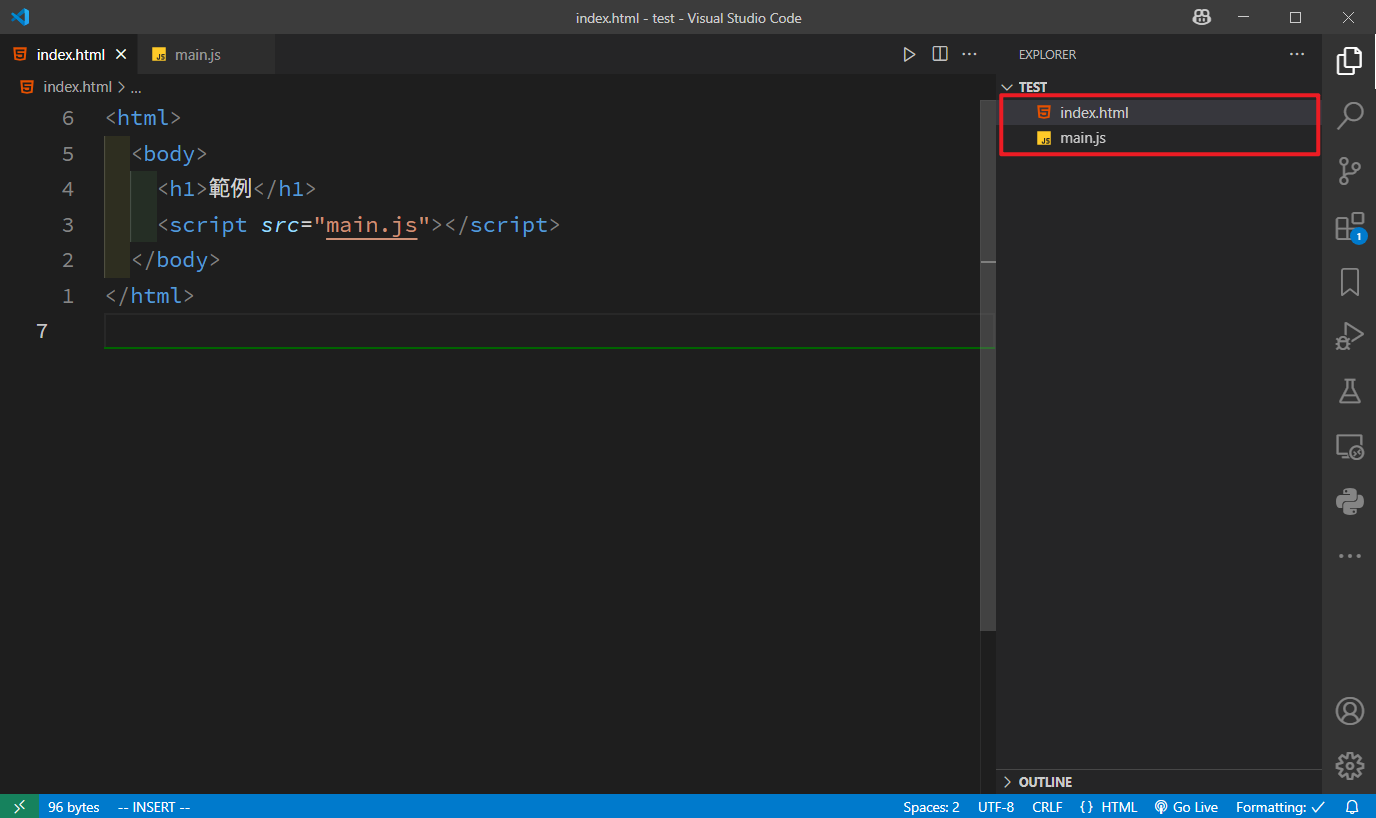 index.html - test - Visual Studio Code
index.html
main.js
EXPLORER
index.html > ...
TEST
6 <html>
5 <body>
4 <h1>範例</h1>
3 <script src="main.js"></script>
2 </body>
1 </html>
7
index.html
main.js
1
OUTLINE
96 bytes -- INSERT -- Spaces: 2 UTF-8 CRLF {} HTML Go Live Formatting: ✓